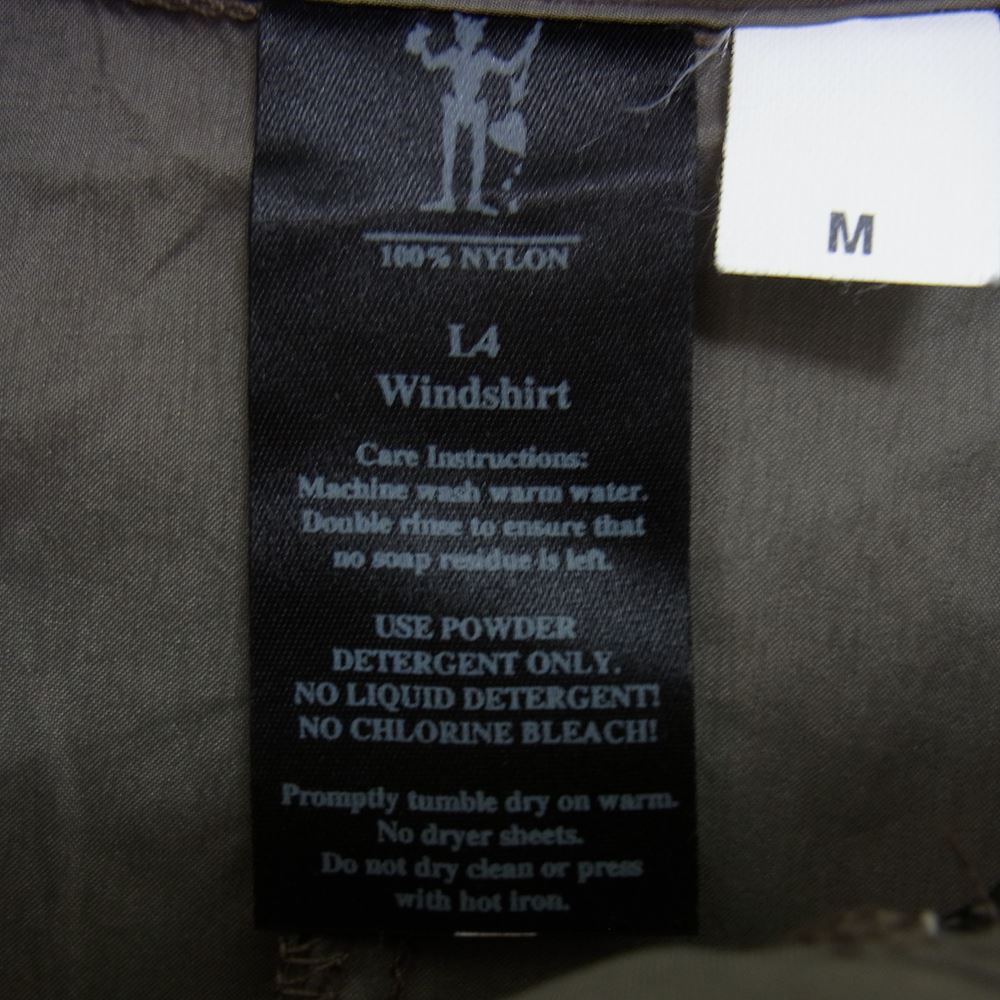 100% NYLON
L4
Windshirt
Care Instructions:
Machine wash warm water.
Double rinse to ensure that
no soap residue is left.
USE POWDER
DETERGENT ONLY.
NO LIQUID DETERGENT!
NO CHLORINE BLEACH!
Promptly tumble dry on warm.
No dryer sheets.
Do not dry clean or press
with hot iron.
M